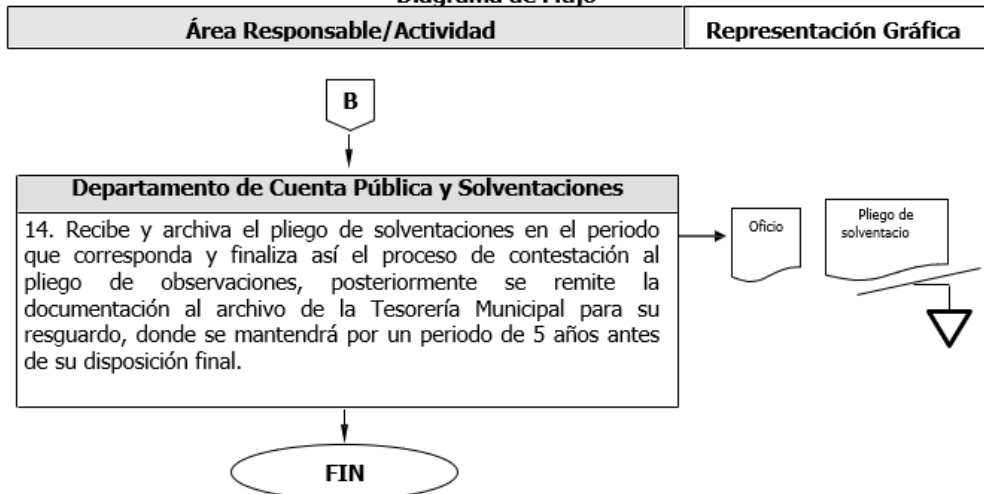 Diagrama de Flujo
Área Responsable/Actividad
Representación Gráfica
B
Departamento de Cuenta Pública y Solventaciones
14. Recibe y archiva el pliego de solventaciones en el periodo
que corresponda y finaliza así el proceso de contestación al
pliego de observaciones, posteriormente se remite la
documentación al archivo de la Tesorería Municipal para su
resguardo, donde se mantendrá por un periodo de 5 años antes
de su disposición final.
Oficio
Pliego de
solventacio
FIN